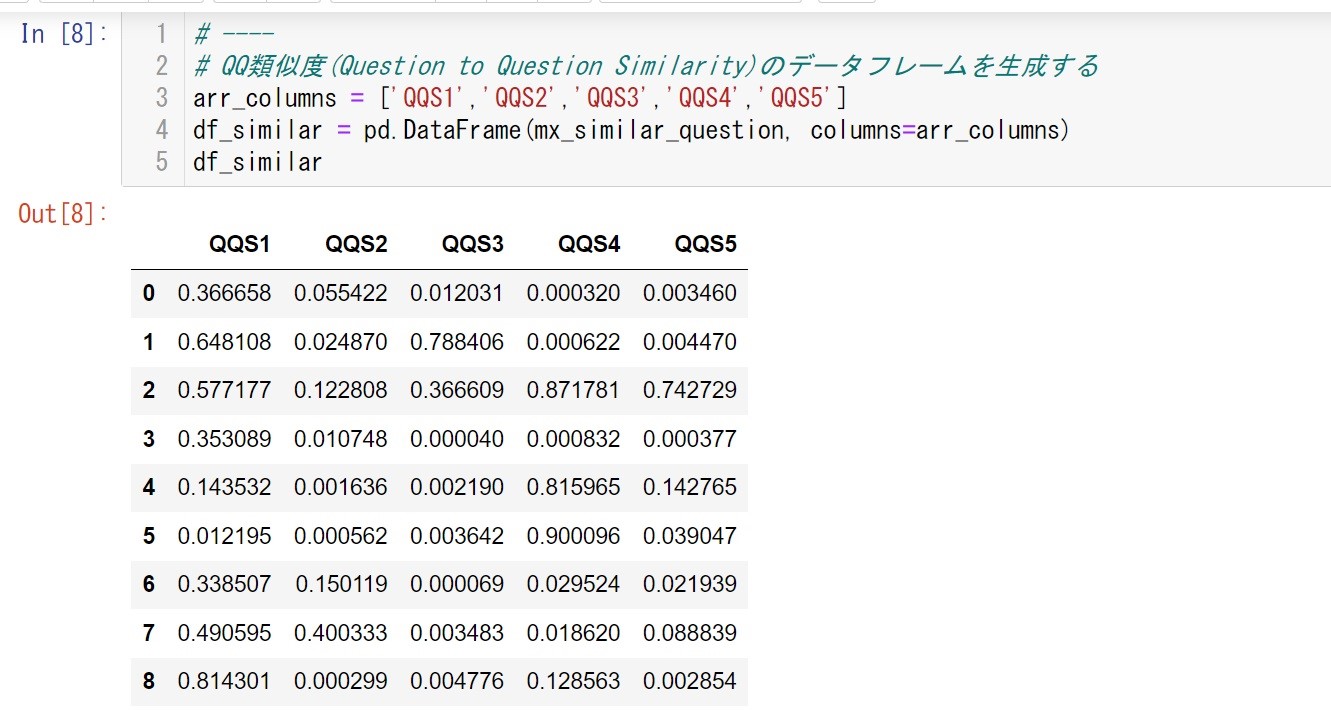 In [8]:
1 # ----
2 # QQ類似度(Question to Question Similarity)のデータフレームを生成する
3 arr_columns = ['QQS1','QQS2','QQS3','QQS4','QQS5']
4 df_similar = pd.DataFrame(mx_similar_question, columns=arr_columns)
5 df_similar
Out[8]:
QQS1 QQS2 QQS3 QQS4 QQS5
0 0.366658 0.055422 0.012031 0.000320 0.003460
1 0.648108 0.024870 0.788406 0.000622 0.004470
2 0.577177 0.122808 0.366609 0.871781 0.742729
3 0.353089 0.010748 0.000040 0.000832 0.000377
4 0.143532 0.001636 0.002190 0.815965 0.142765
5 0.012195 0.000562 0.003642 0.900096 0.039047
6 0.338507 0.150119 0.000069 0.029524 0.021939
7 0.490595 0.400333 0.003483 0.018620 0.088839
8 0.814301 0.000299 0.004776 0.128563 0.002854